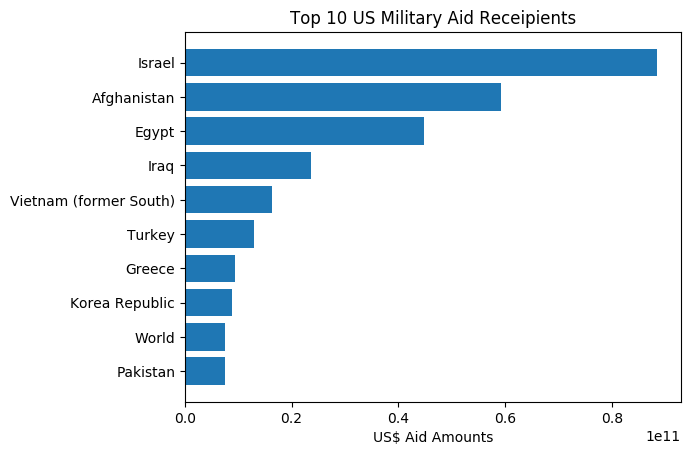 Top 10 US Military Aid Receipients
Israel
Afghanistan
Egypt
Iraq
Vietnam (former South)
Turkey
Greece
Korea Republic
World
Pakistan
0.0 0.2 0.4 0.6 0.8
US$ Aid Amounts 1e11